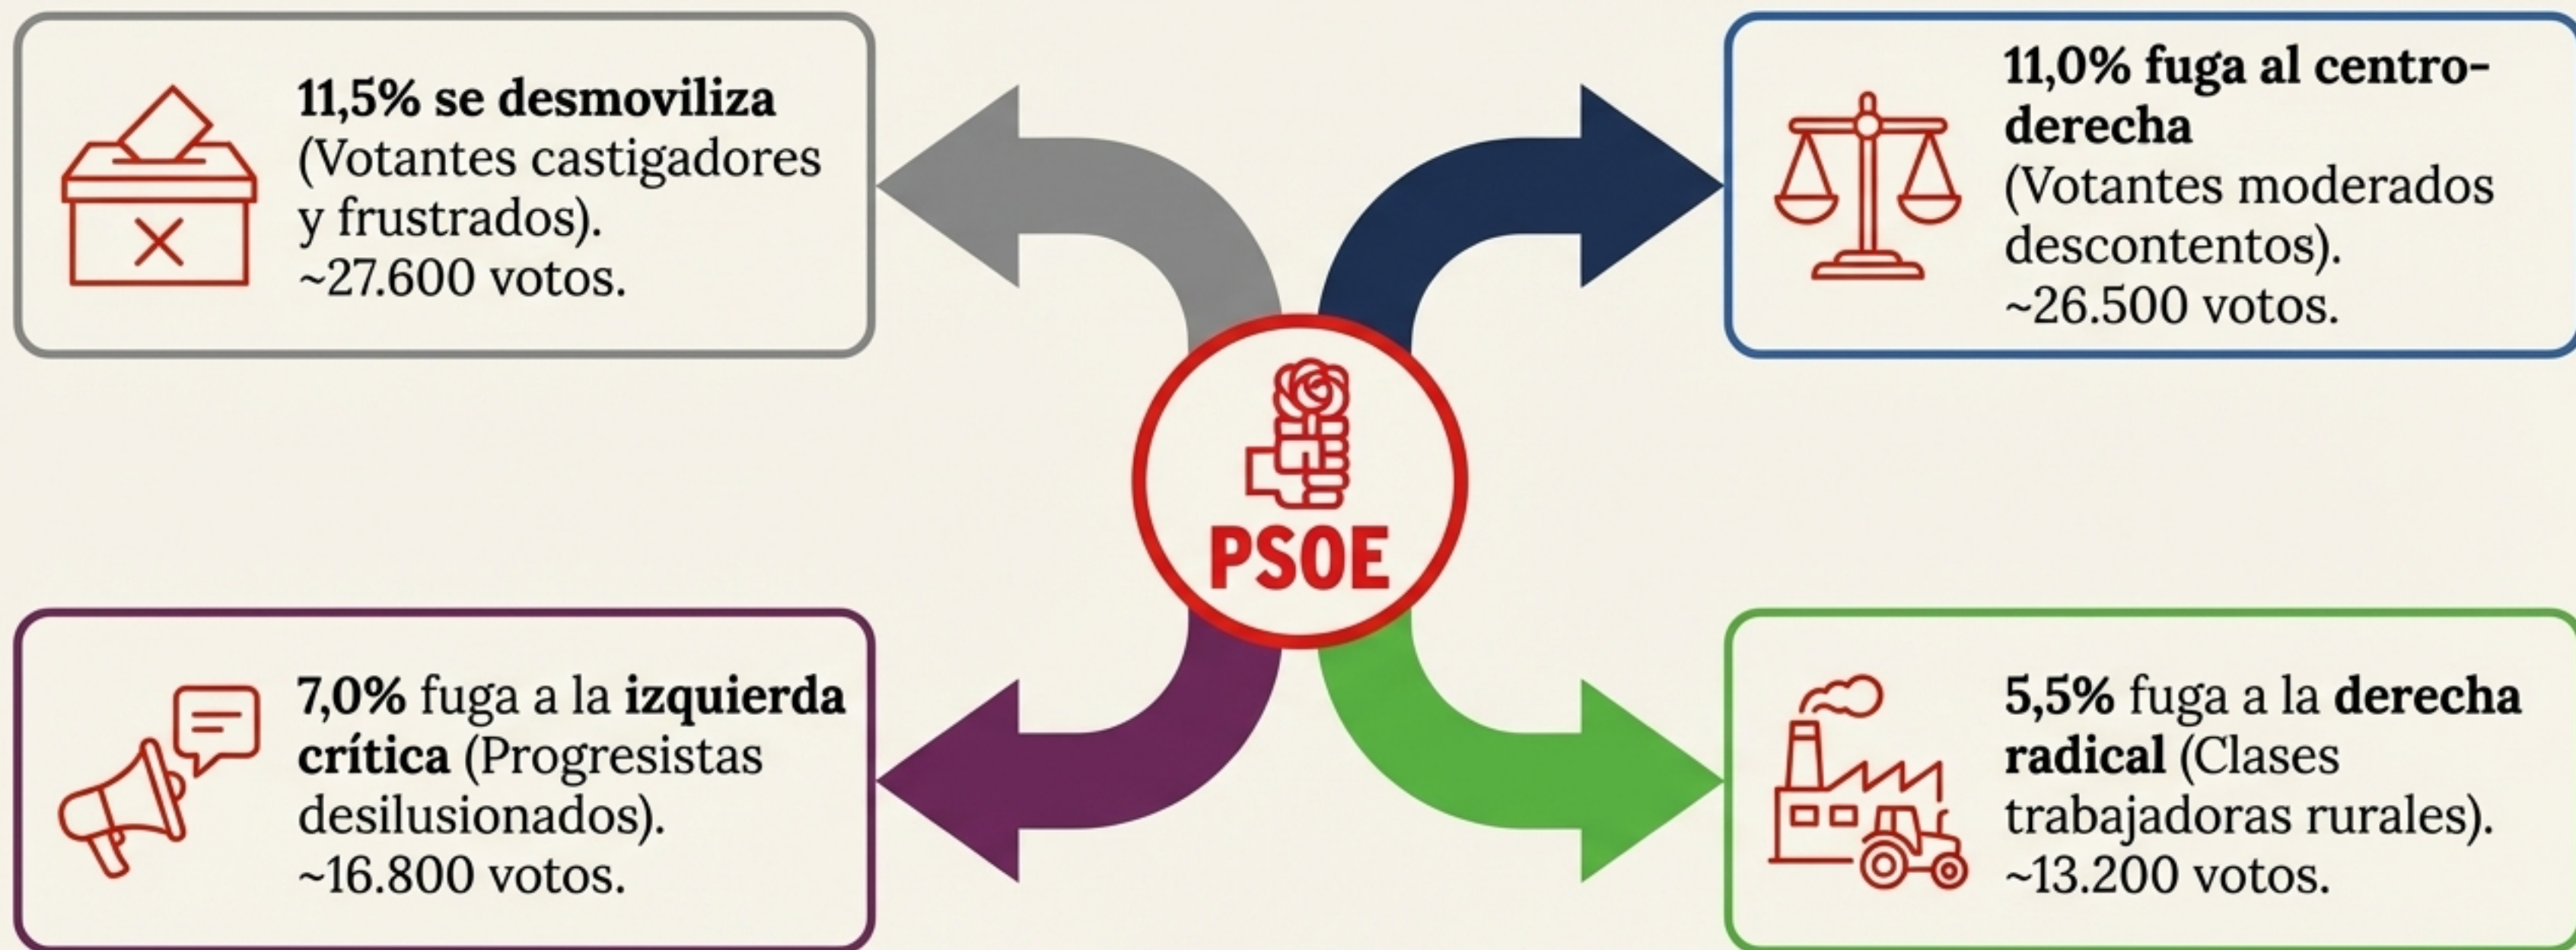 11,5% se desmoviliza
(Votantes castigadores
y frustrados).
~27.600 votos.
11,0% fuga al centro-
derecha
(Votantes moderados
descontentos).
~26.500 votos.
PSOE
7,0% fuga a la izquierda
crítica (Progresistas
desilusionados).
~16.800 votos.
5,5% fuga a la derecha
radical (Clases
trabajadoras rurales).
~13.200 votos.